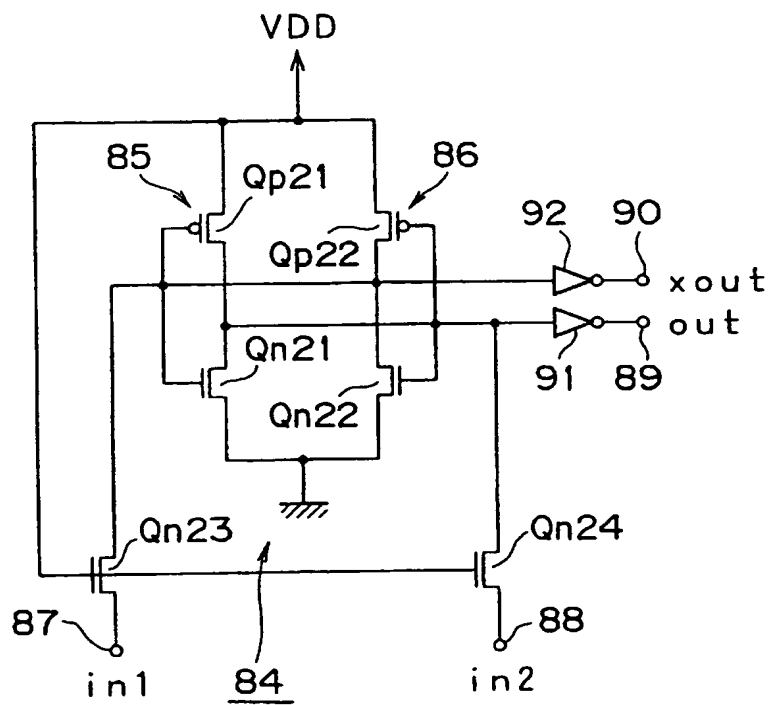 VDD
85
86
Qp21
Qp22
92
90
xout
out
Qn21
Qn22
91
89
Qn23
Qn24
87
88
in1
84
in2